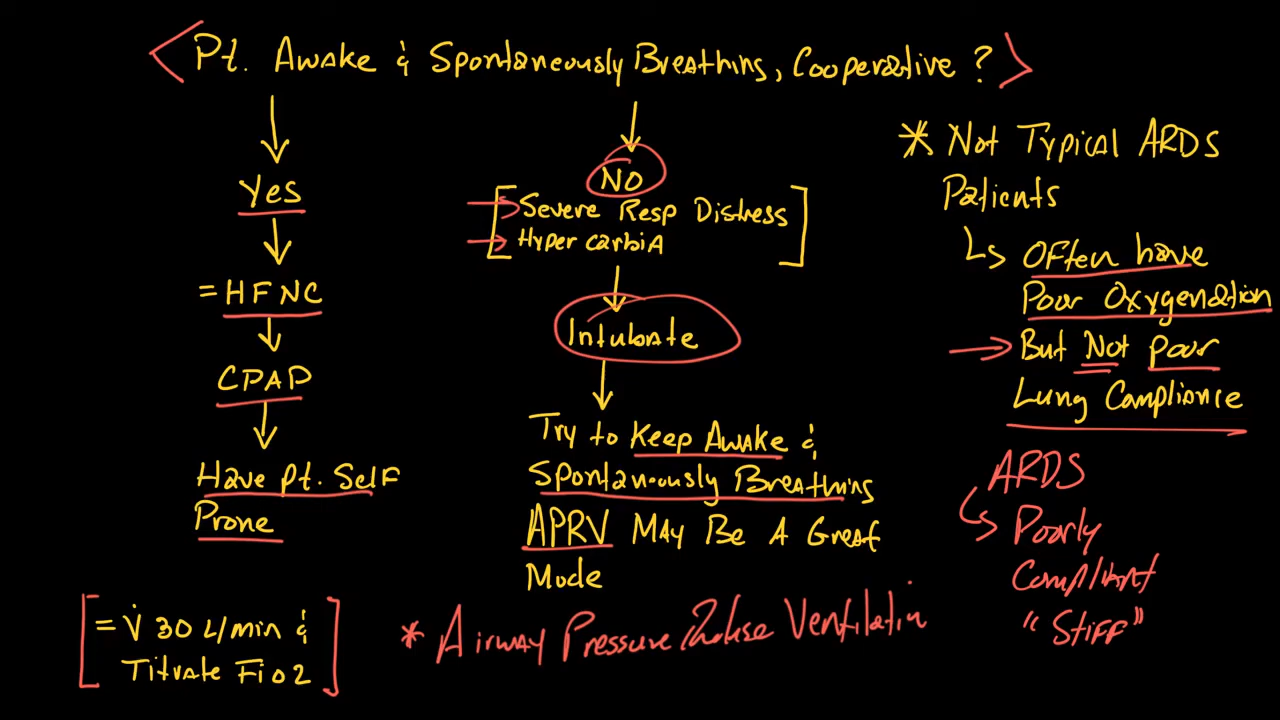 Pt. Awake & Spontaneously Breathing, Cooperative?
Yes
= HFNC
CPAP
Have pt. Self
Prone
= V̇ 30 L/min &
Titrate FiO2
NO
Severe Resp Distress
Hypercarbia
Intubate
Try to Keep Awake &
Spontaneously Breathing
APRV May Be A Great
Mode
* Airway Pressure Release Ventilation
* Not Typical ARDS
Patients
Often have
Poor Oxygenation
But Not poor
Lung Compliance
ARDS
Poorly
Compliant
"Stiff"